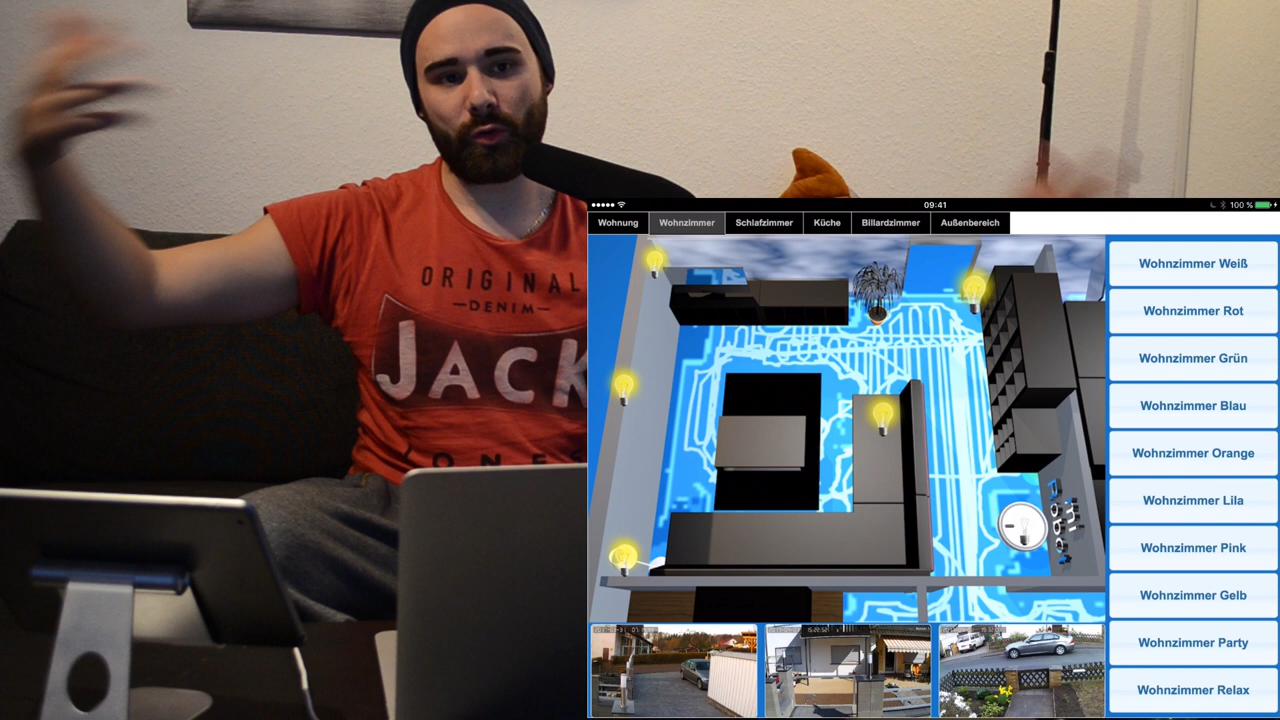 ORIGINAL
DENIM
JACK
JONES
09:41
100 %
Wohnung
Wohnzimmer
Schlafzimmer
Küche
Billardzimmer
Außenbereich
Wohnzimmer Weiß
Wohnzimmer Rot
Wohnzimmer Grün
Wohnzimmer Blau
Wohnzimmer Orange
Wohnzimmer Lila
Wohnzimmer Pink
Wohnzimmer Gelb
Wohnzimmer Party
Wohnzimmer Relax